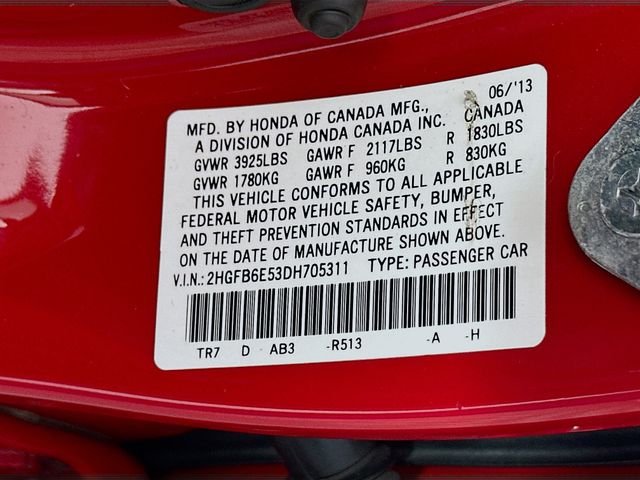 06/'13
MFD. BY HONDA OF CANADA MFG., CANADA
A DIVISION OF HONDA CANADA INC.
GVWR 3925LBS GAWR F 2117LBS R 1830LBS
GVWR 1780KG GAWR F 960KG R 830KG
THIS VEHICLE CONFORMS TO ALL APPLICABLE
FEDERAL MOTOR VEHICLE SAFETY, BUMPER,
AND THEFT PREVENTION STANDARDS IN EFFECT
ON THE DATE OF MANUFACTURE SHOWN ABOVE.
V.I.N.: 2HGFB6E53DH705311 TYPE: PASSENGER CAR
TR7 D - AB3 -R513 -A -H